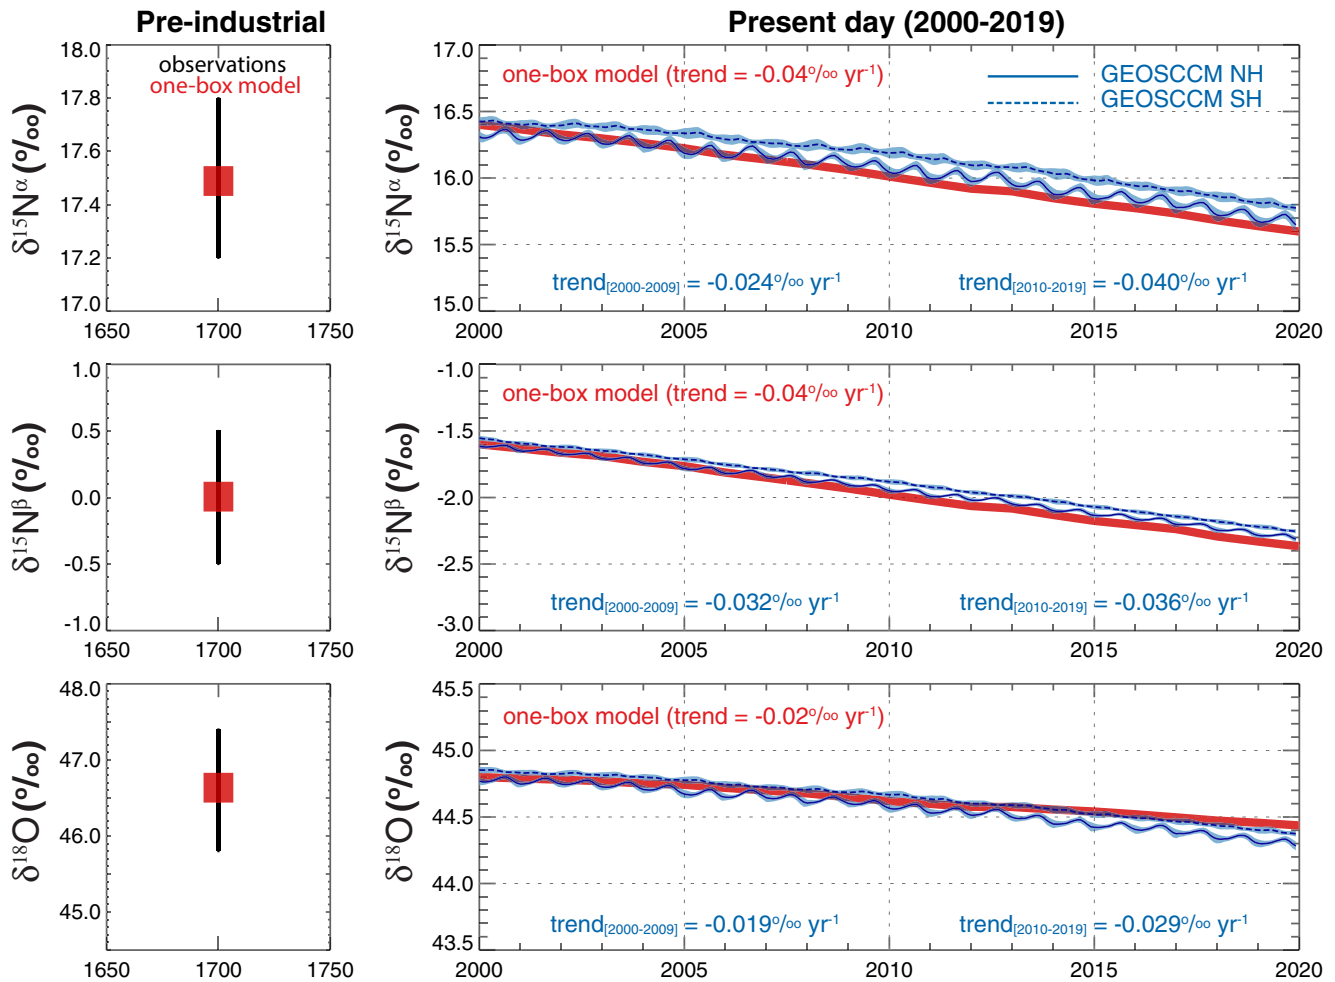 Pre-industrial
Present day (2000-2019)
18.0
17.8
17.6
17.4
17.2
17.0
δ¹⁵Nᵅ (‰)
observations
one-box model
1650
1700
1750
17.0
16.5
16.0
15.5
15.0
δ¹⁵Nᵅ (‰)
one-box model (trend = -0.04‰ yr⁻¹)
GEOSCCM NH
GEOSCCM SH
trend[2000-2009] = -0.024‰ yr⁻¹
trend[2010-2019] = -0.040‰ yr⁻¹
2000
2005
2010
2015
2020
1.0
0.5
0.0
-0.5
-1.0
δ¹⁵Nᵝ (‰)
1650
1700
1750
-1.0
-1.5
-2.0
-2.5
-3.0
δ¹⁵Nᵝ (‰)
one-box model (trend = -0.04‰ yr⁻¹)
trend[2000-2009] = -0.032‰ yr⁻¹
trend[2010-2019] = -0.036‰ yr⁻¹
2000
2005
2010
2015
2020
48.0
47.0
46.0
45.0
δ¹⁸O (‰)
1650
1700
1750
45.5
45.0
44.5
44.0
43.5
δ¹⁸O (‰)
one-box model (trend = -0.02‰ yr⁻¹)
trend[2000-2009] = -0.019‰ yr⁻¹
trend[2010-2019] = -0.029‰ yr⁻¹
2000
2005
2010
2015
2020